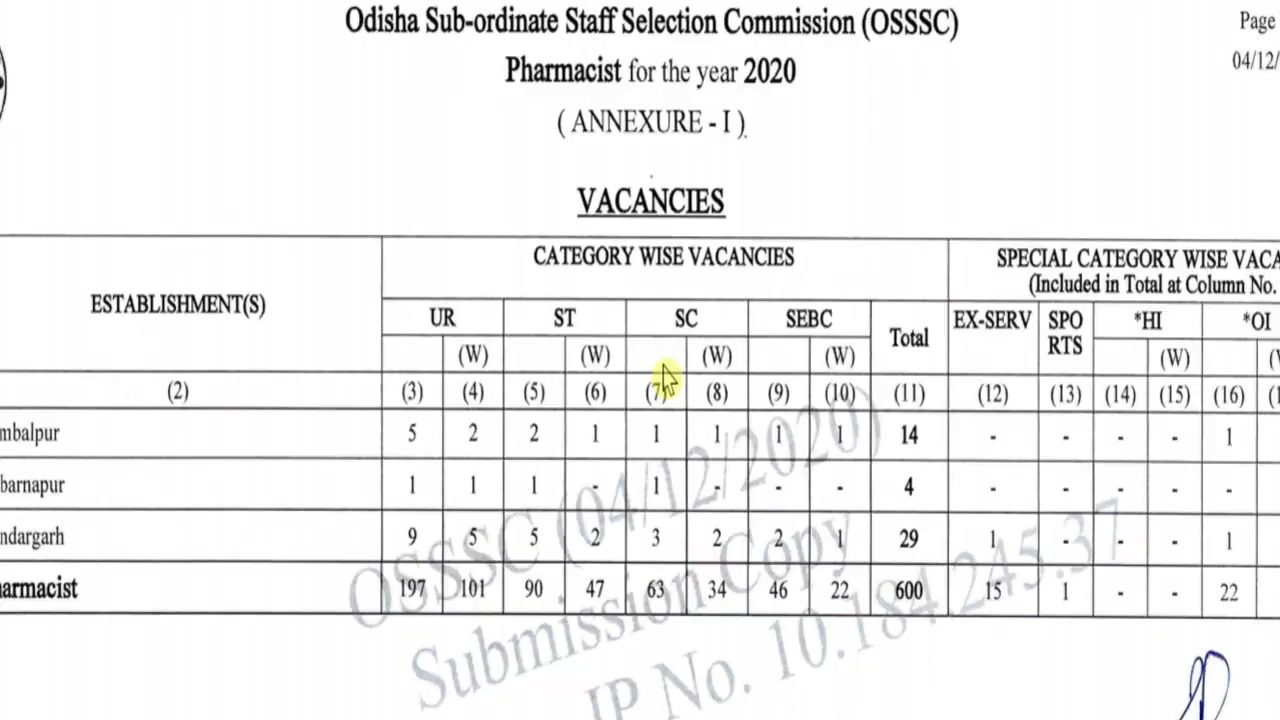 Odisha Sub-ordinate Staff Selection Commission (OSSSC)
Page
Pharmacist for the year 2020
04/12/
( ANNEXURE - I )
VACANCIES
ESTABLISHMENT(S) CATEGORY WISE VACANCIES SPECIAL CATEGORY WISE VACA
(Included in Total at Column No.
UR ST SC SEBC Total EX-SERV SPO RTS *HI *OI
(W) (W) (W) (W) (W) (
(2) (3) (4) (5) (6) (7) (8) (9) (10) (11) (12) (13) (14) (15) (16) (1
mbalpur 5 2 2 1 1 1 1 1 14 - - - - 1
barnapur 1 1 1 - 1 - - - 4 - - - - -
ndargarh 9 5 5 2 3 2 2 1 29 1 - - - 1
armacist 197 101 90 47 63 34 46 22 600 15 1 - - 22
OSSSC (04/12/2020)
Submission Copy
IP No. 10.184.245.37